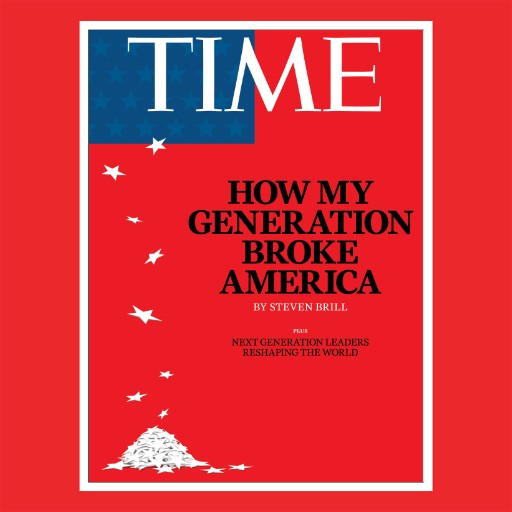 TIME
HOW MY
GENERATION
BROKE
AMERICA
BY STEVEN BRILL
PLUS
NEXT GENERATION LEADERS
RESHAPING THE WORLD